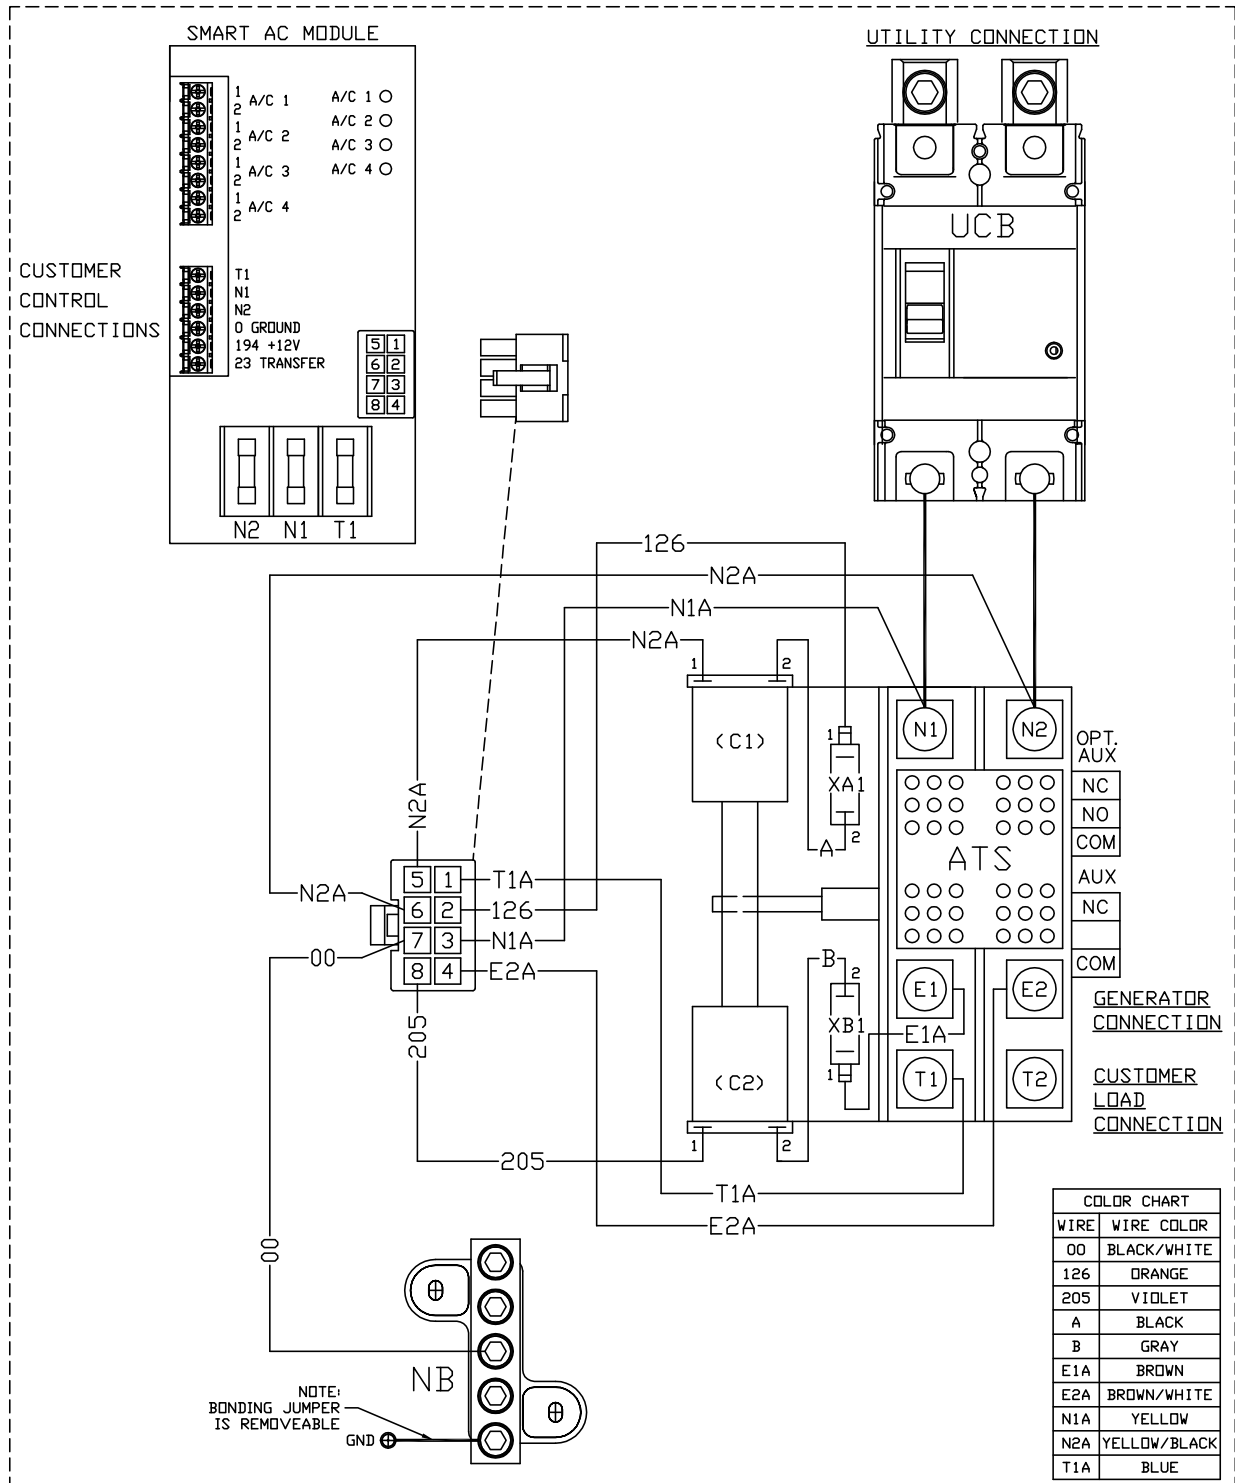 SMART AC MODULE
1
2
A/C 1
1
2
A/C 2
1
2
A/C 3
1
2
A/C 4
A/C 1
A/C 2
A/C 3
A/C 4
CUSTOMER
CONTROL
CONNECTIONS
T1
N1
N2
0 GROUND
194 +12V
23 TRANSFER
5 1
6 2
7 3
8 4
N2 N1 T1
UTILITY CONNECTION
UCB
126
N2A
N1A
N2A
1 2
(C1)
1
XA1
2
A
N1 N2
OPT.
AUX
NC
NO
COM
ATS
AUX
NC
COM
N2A
N2A
5 1
6 2
7 3
8 4
T1A
126
N1A
E2A
00
205
B
2
XB1
1
E1A
E1 E2
GENERATOR
CONNECTION
(C2)
1 2
T1 T2
CUSTOMER
LOAD
CONNECTION
205
T1A
E2A
00
NB
NOTE:
BONDING JUMPER
IS REMOVEABLE
GND
COLOR CHART
WIRE WIRE COLOR
00 BLACK/WHITE
126 ORANGE
205 VIOLET
A BLACK
B GRAY
E1A BROWN
E2A BROWN/WHITE
N1A YELLOW
N2A YELLOW/BLACK
T1A BLUE